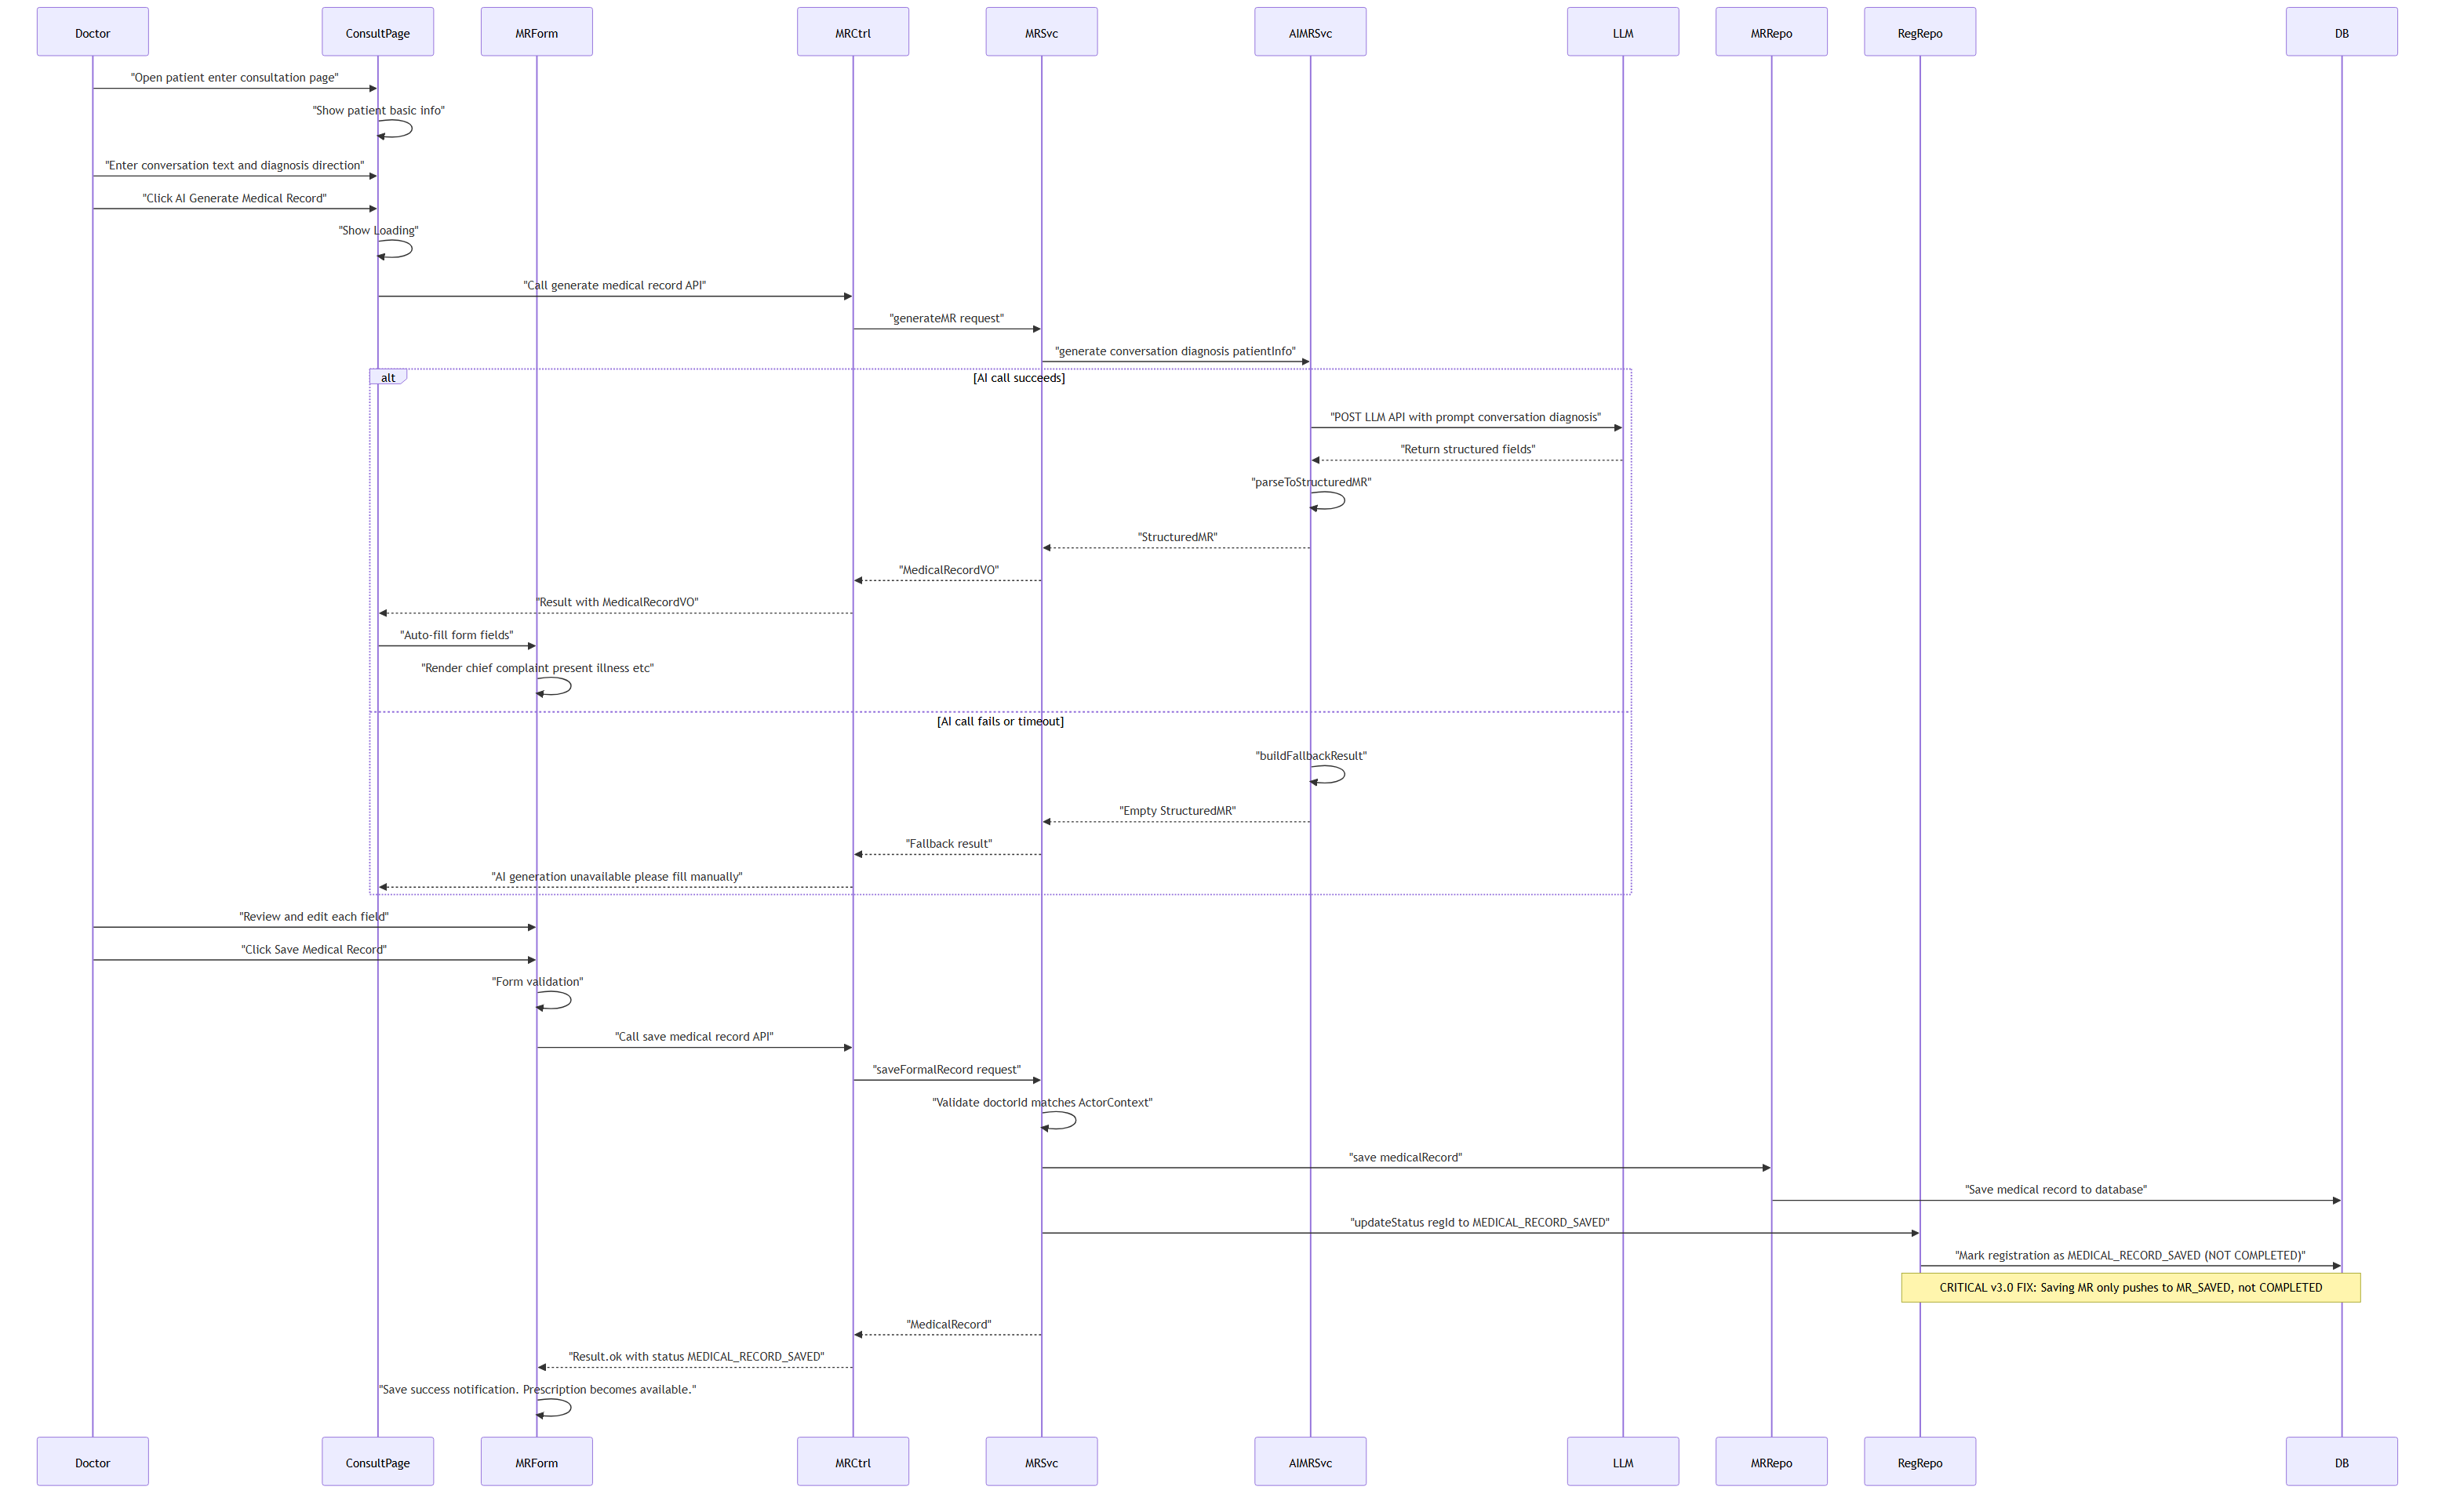 Doctor
ConsultPage
MRForm
MRCtrl
MRSvc
AIMRSvc
LLM
MRRepo
RegRepo
DB
"Open patient enter consultation page"
"Show patient basic info"
"Enter conversation text and diagnosis direction"
"Click AI Generate Medical Record"
"Show Loading"
"Call generate medical record API"
"generateMR request"
"generate conversation diagnosis patientInfo"
alt
[AI call succeeds]
"POST LLM API with prompt conversation diagnosis"
"Return structured fields"
"parseToStructuredMR"
"StructuredMR"
"MedicalRecordVO"
"Result with MedicalRecordVO"
"Auto-fill form fields"
"Render chief complaint present illness etc"
[AI call fails or timeout]
"buildFallbackResult"
"Empty StructuredMR"
"Fallback result"
"AI generation unavailable please fill manually"
"Review and edit each field"
"Click Save Medical Record"
"Form validation"
"Call save medical record API"
"saveFormalRecord request"
"Validate doctorId matches ActorContext"
"save medicalRecord"
"Save medical record to database"
"updateStatus regId to MEDICAL_RECORD_SAVED"
"Mark registration as MEDICAL_RECORD_SAVED (NOT COMPLETED)"
CRITICAL v3.0 FIX: Saving MR only pushes to MR_SAVED, not COMPLETED
"MedicalRecord"
"Result.ok with status MEDICAL_RECORD_SAVED"
"Save success notification. Prescription becomes available."
Doctor
ConsultPage
MRForm
MRCtrl
MRSvc
AIMRSvc
LLM
MRRepo
RegRepo
DB